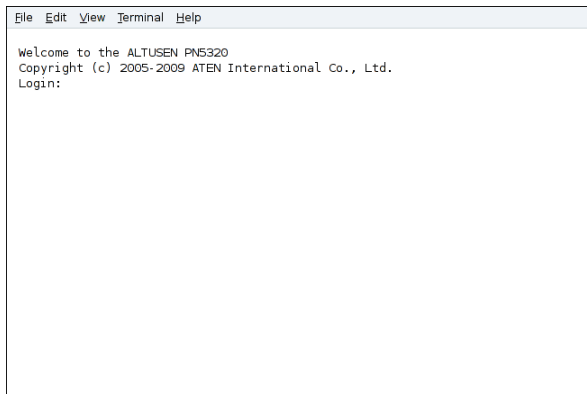 File Edit View Terminal Help
Welcome to the ALTUSEN PN5320
Copyright (c) 2005-2009 ATEN International Co., Ltd.
Login: